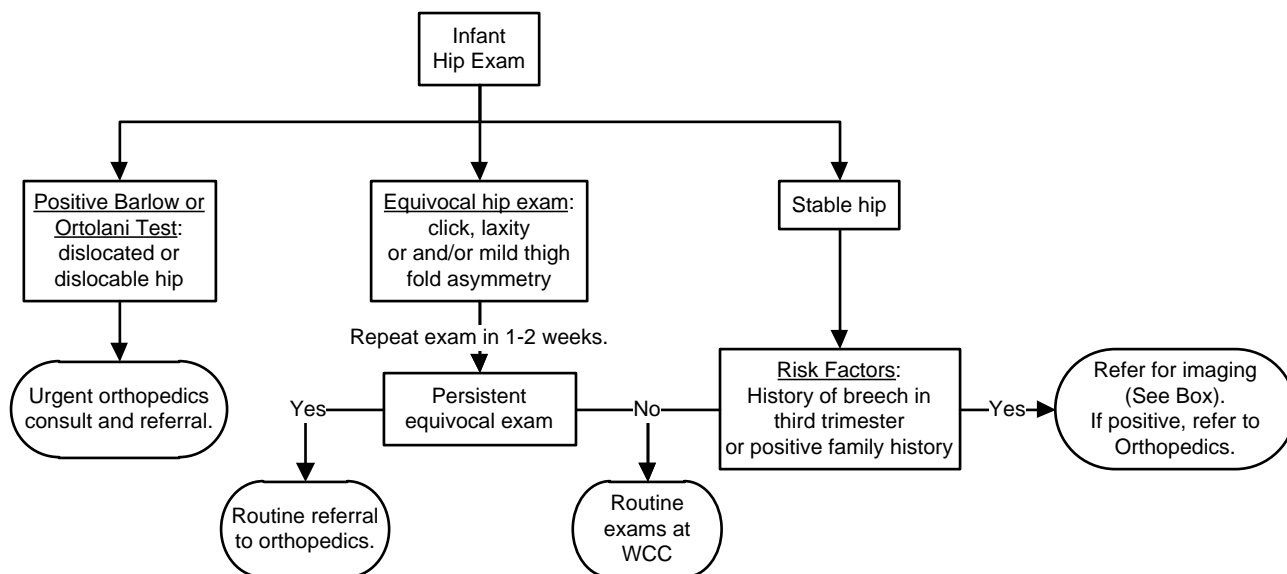 Infant
Hip Exam
Positive Barlow or
Ortolani Test:
dislocated or
dislocable hip
Equivocal hip exam:
click, laxity
or and/or mild thigh
fold asymmetry
Stable hip
Repeat exam in 1-2 weeks.
Urgent orthopedics
consult and referral.
Yes
Persistent
equivocal exam
No
Risk Factors:
History of breech in
third trimester
or positive family history
Yes
Refer for imaging
(See Box).
If positive, refer to
Orthopedics.
Routine referral
to orthopedics.
Routine
exams at
WCC